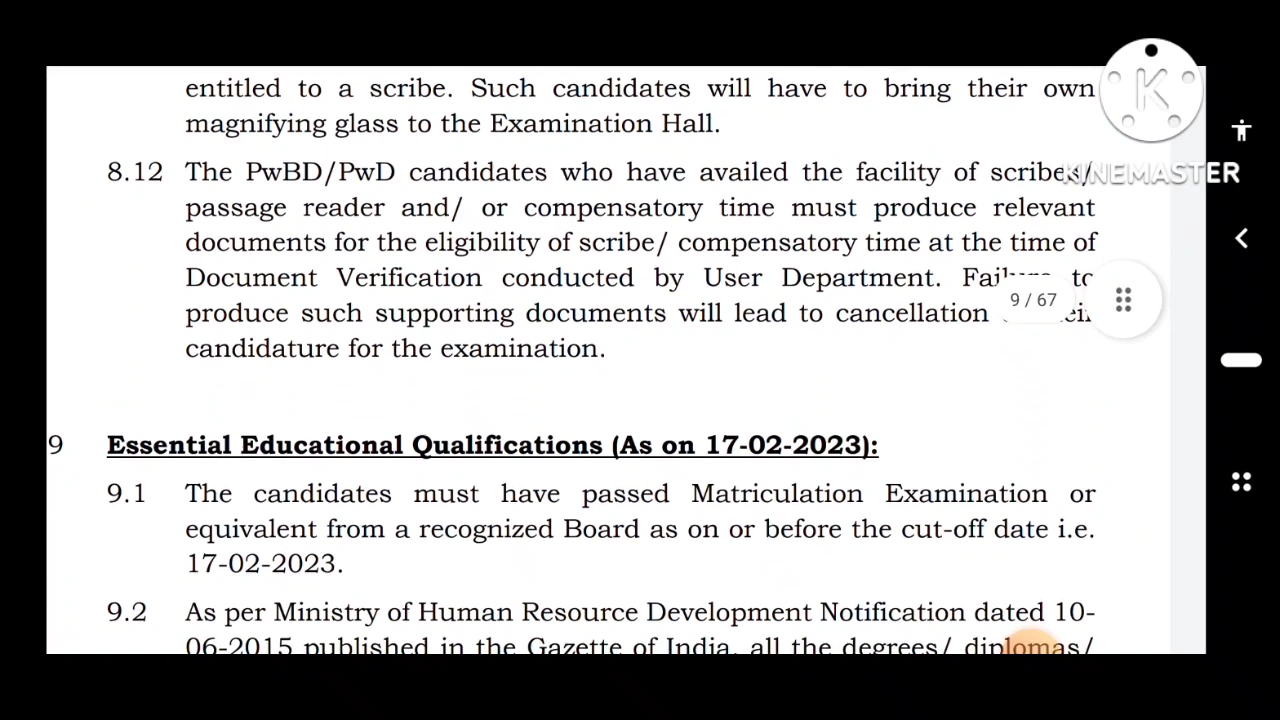 entitled to a scribe. Such candidates will have to bring their own
magnifying glass to the Examination Hall.
8.12 The PwBD/PwD candidates who have availed the facility of scribes/
passage reader and/ or compensatory time must produce relevant
documents for the eligibility of scribe/ compensatory time at the time of
Document Verification conducted by User Department. Failure to
produce such supporting documents will lead to cancellation
candidature for the examination.
9 Essential Educational Qualifications (As on 17-02-2023):
9.1 The candidates must have passed Matriculation Examination or
equivalent from a recognized Board as on or before the cut-off date i.e.
17-02-2023.
9.2 As per Ministry of Human Resource Development Notification dated 10-
06-2015 published in the Gazette of India, all the degrees/ diplomas/
K
KINEMASTER
9 / 67